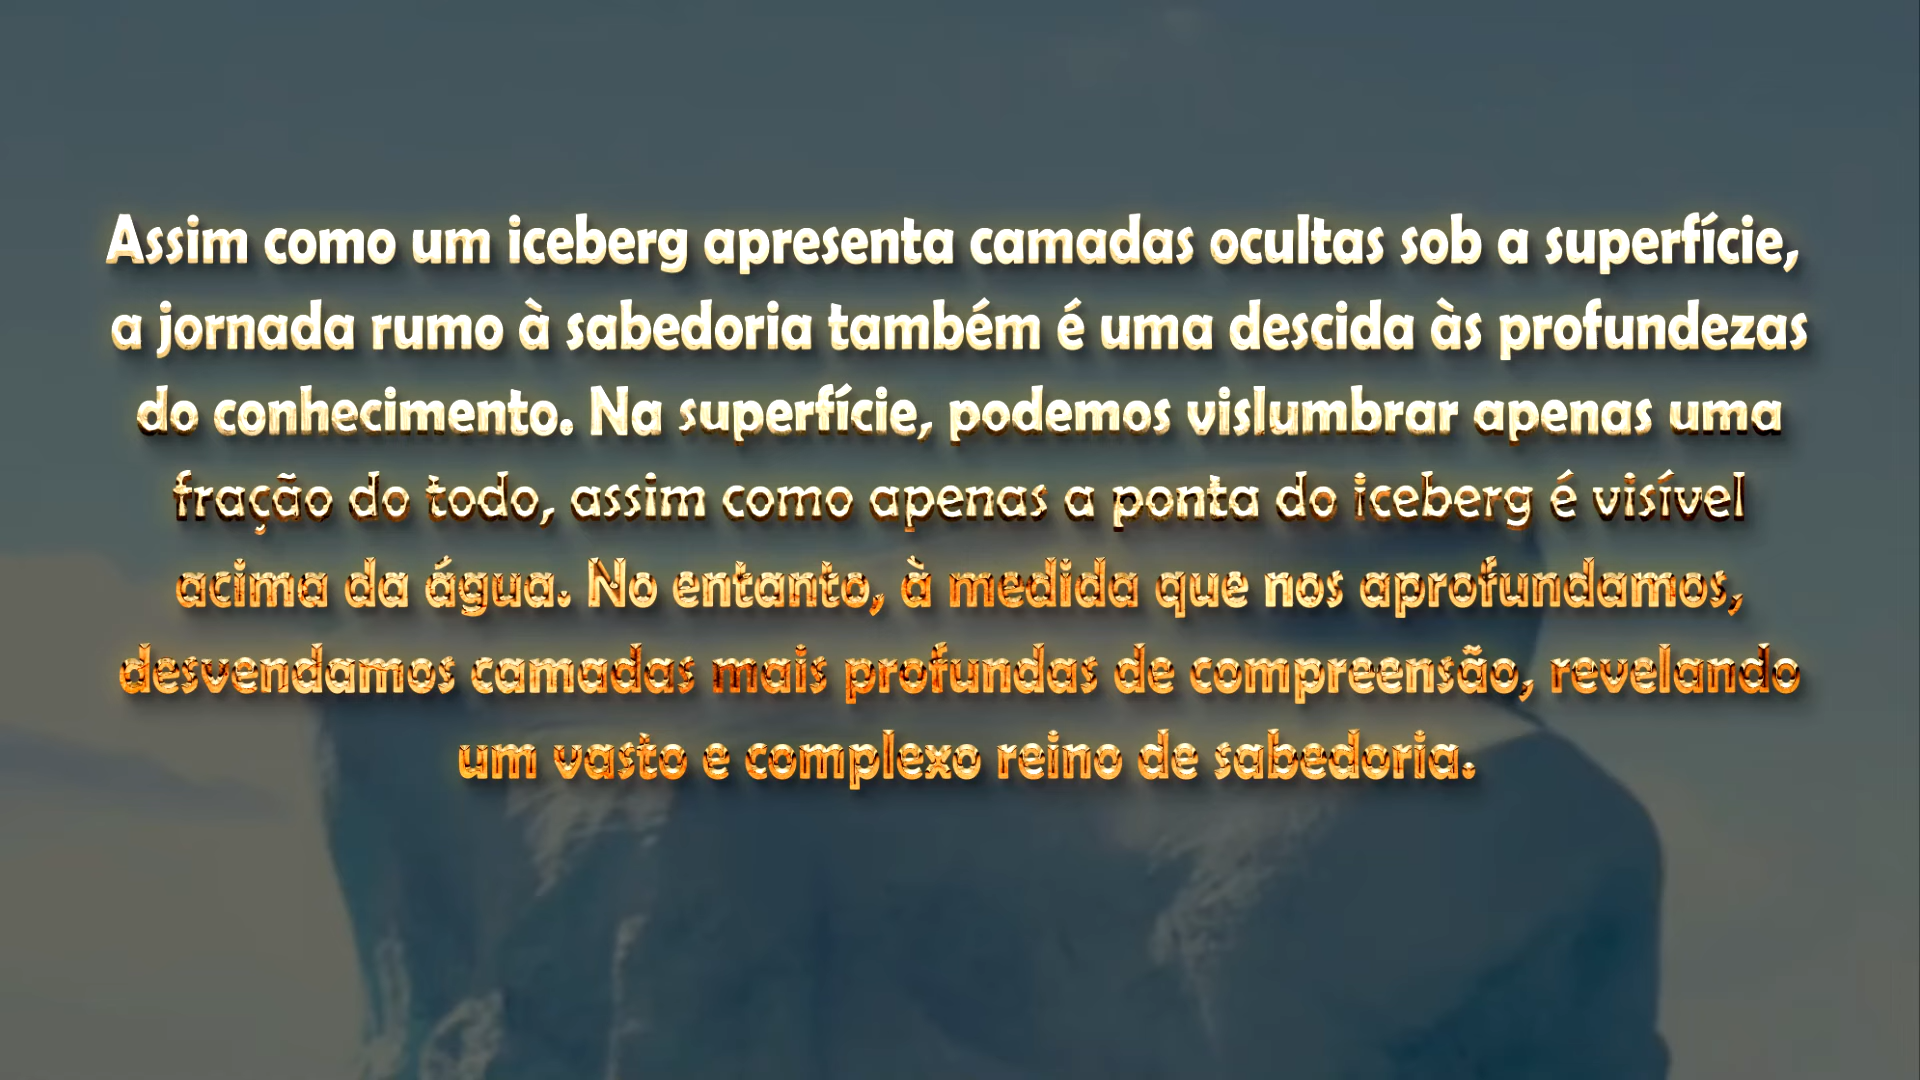 Assim como um iceberg apresenta camadas ocultas sob a superfície,
a jornada rumo à sabedoria também é uma descida às profundezas
do conhecimento. Na superfície, podemos vislumbrar apenas uma
fração do todo, assim como apenas a ponta do iceberg é visível
acima da água. No entanto, à medida que nos aprofundamos,
desvendamos camadas mais profundas de compreensão, revelando
um vasto e complexo reino de sabedoria.